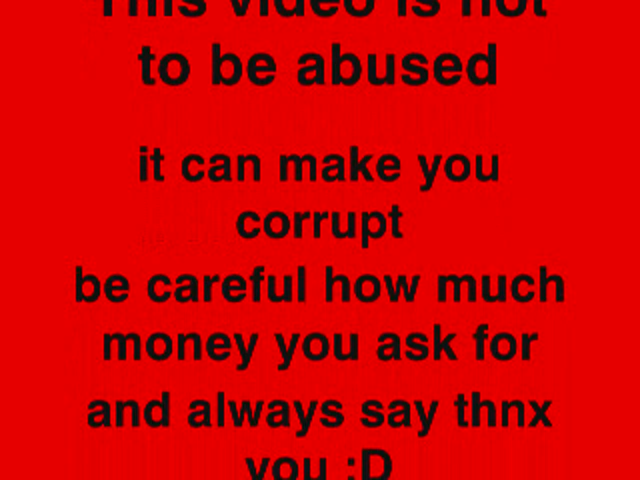 This video is not
to be abused
it can make you
corrupt
be careful how much
money you ask for
and always say thnx
you :D